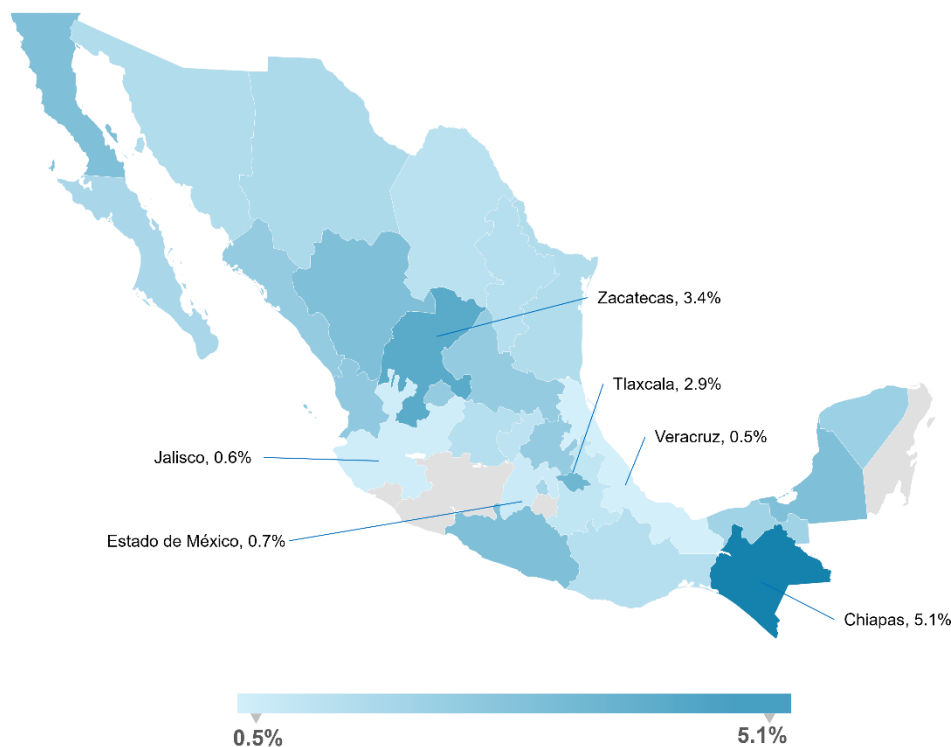 Zacatecas, 3.4%
Tlaxcala, 2.9%
Veracruz, 0.5%
Jalisco, 0.6%
Estado de México, 0.7%
Chiapas, 5.1%
0.5%
5.1%